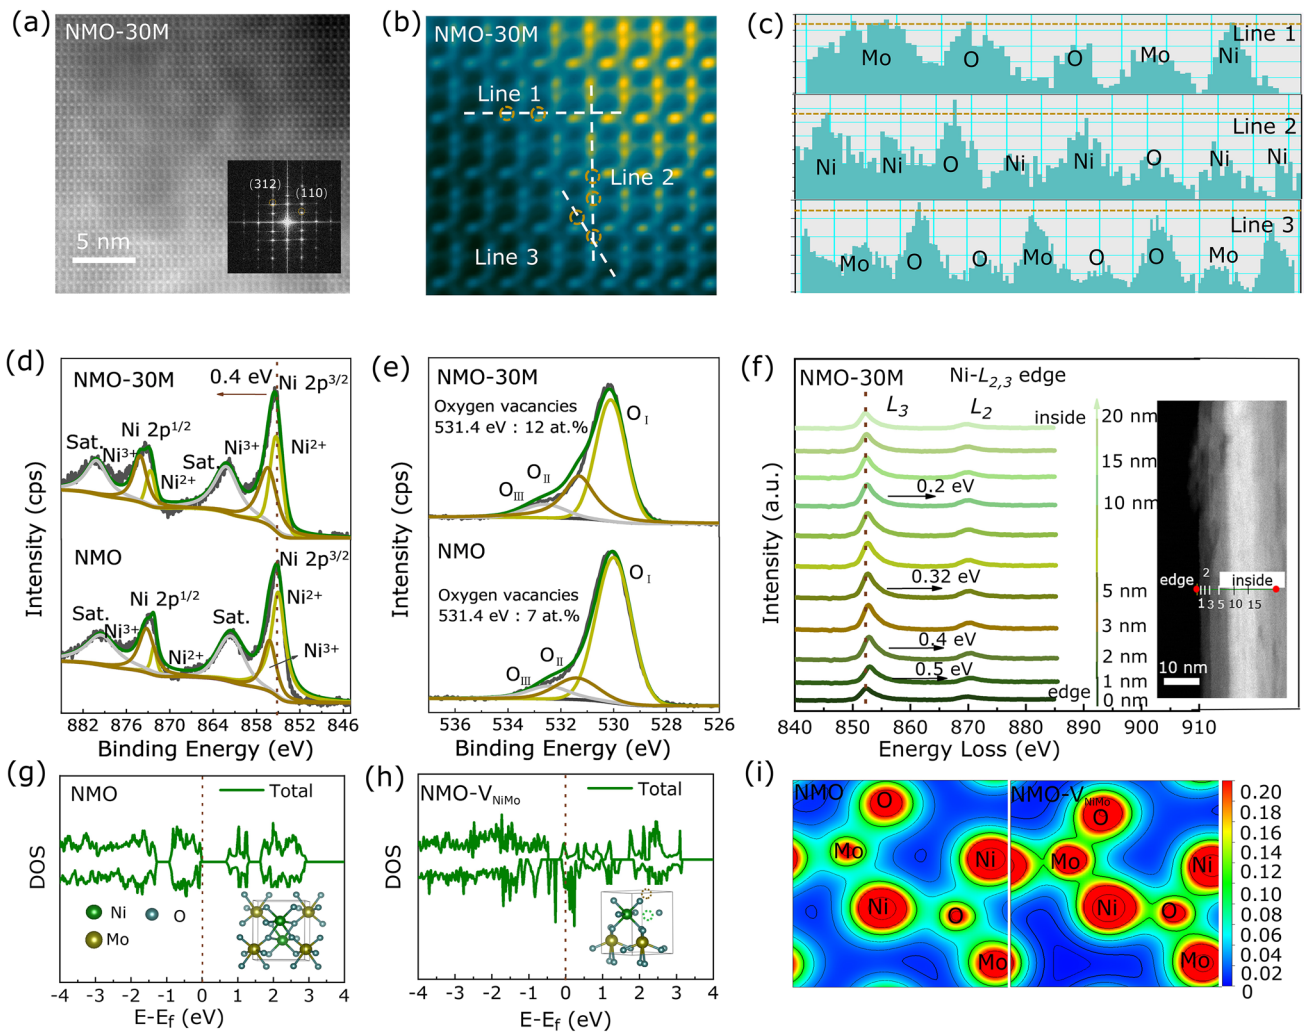 (a)
NMO-30M
(312)
(110)
5 nm
(b)
NMO-30M
Line 1
Line 2
Line 3
(c)
Line 1
Mo
O
O
Mo
Ni
Line 2
Ni
Ni
O
Ni
Ni
O
Ni
Ni
Line 3
Mo
O
O
Mo
O
O
Mo
(d)
NMO-30M
0.4 eV
Ni 2p3/2
Ni 2p1/2
Sat.
Ni3+
Ni2+
Sat.
Ni3+
Ni2+
NMO
Ni 2p3/2
Ni 2p1/2
Sat.
Ni3+
Ni2+
Sat.
Ni2+
Ni3+
Intensity (cps)
882 876 870 864 858 852 846
Binding Energy (eV)
(e)
NMO-30M
Oxygen vacancies
531.4 eV : 12 at.%
O I
O II
O III
NMO
Oxygen vacancies
531.4 eV : 7 at.%
O I
O II
O III
Intensity (cps)
536 534 532 530 528 526
Binding Energy (eV)
(f)
NMO-30M
Ni-L2,3 edge
L3
L2
inside
20 nm
15 nm
10 nm
0.2 eV
0.32 eV
5 nm
3 nm
0.4 eV
2 nm
0.5 eV
1 nm
edge
0 nm
edge
2
inside
1 3 5 10 15
10 nm
Intensity (a.u.)
840 850 860 870 880 890 900 910
Energy Loss (eV)
(g)
NMO
Total
DOS
Ni
O
Mo
-4 -3 -2 -1 0 1 2 3 4
E-Ef (eV)
(h)
NMO-VNiMo
Total
DOS
-4 -3 -2 -1 0 1 2 3 4
E-Ef (eV)
(i)
NMO
O
Mo
Ni
Ni
O
Mo
NMO-VNiMo
O
Mo
Ni
Ni
O
Mo
0.20
0.18
0.16
0.14
0.12
0.10
0.08
0.06
0.04
0.02
0